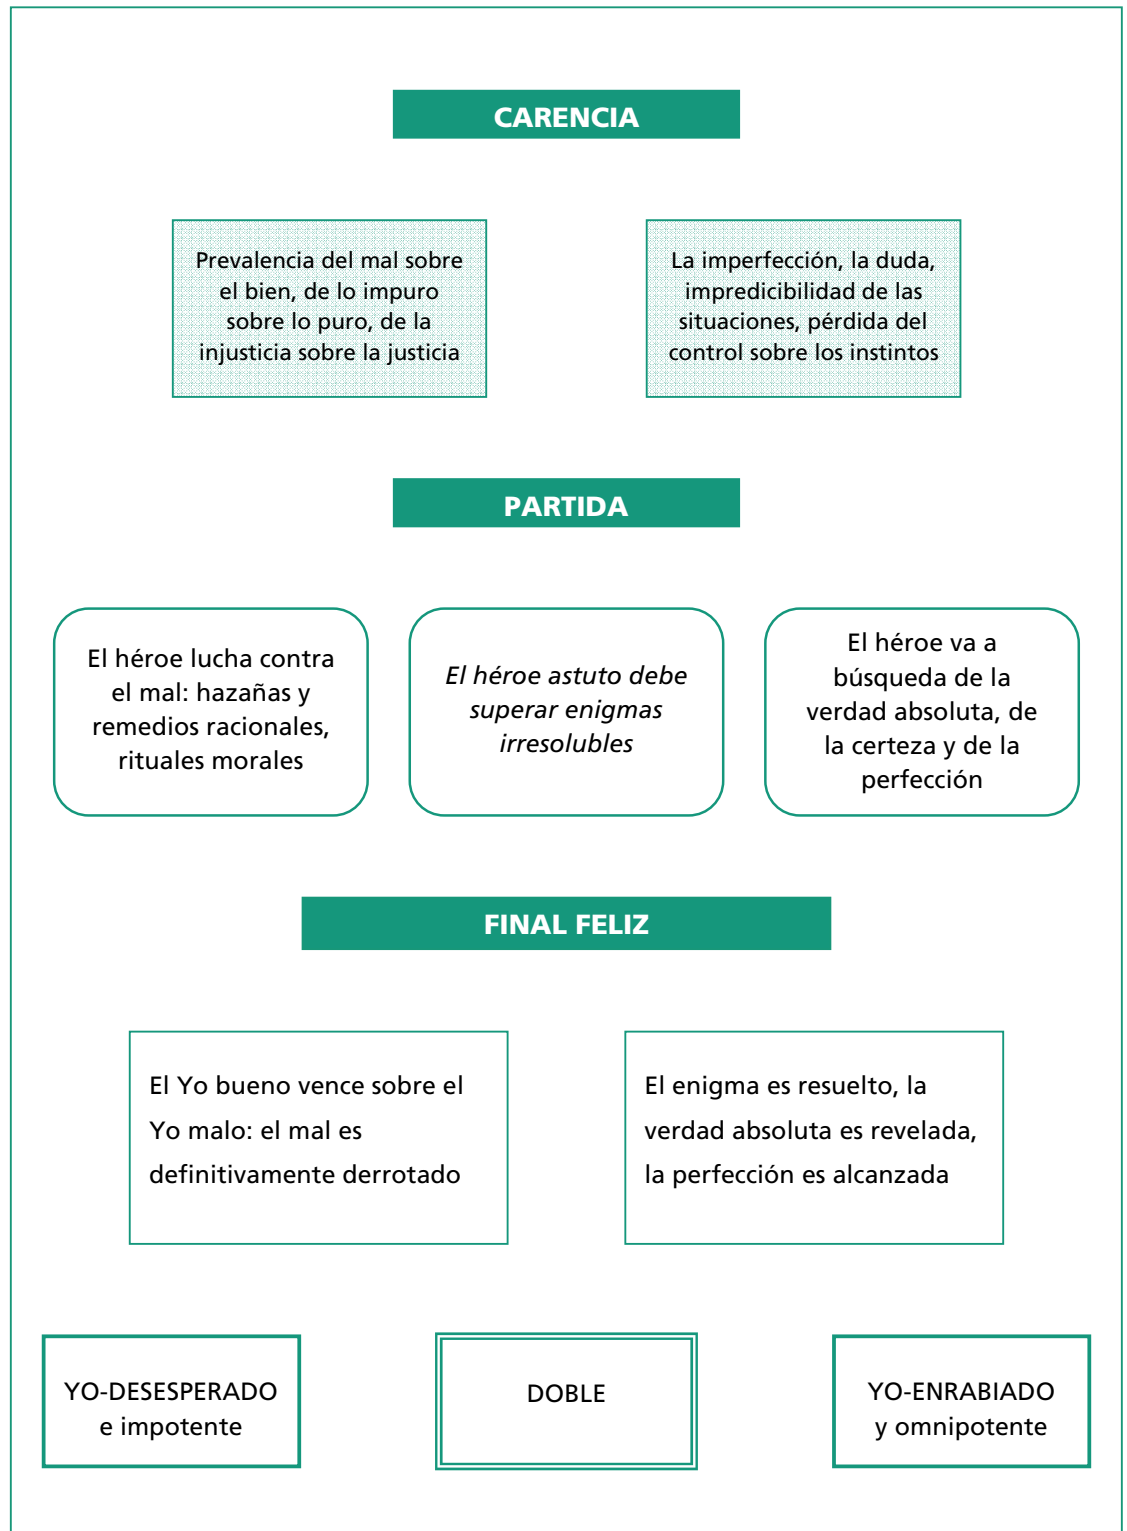 CARENCIA
Prevalencia del mal sobre
el bien, de lo impuro
sobre lo puro, de la
injusticia sobre la justicia
La imperfección, la duda,
impredicibilidad de las
situaciones, pérdida del
control sobre los instintos
PARTIDA
El héroe lucha contra
el mal: hazañas y
remedios racionales,
rituales morales
El héroe astuto debe
superar enigmas
irresolubles
El héroe va a
búsqueda de la
verdad absoluta, de
la certeza y de la
perfección
FINAL FELIZ
El Yo bueno vence sobre el
Yo malo: el mal es
definitivamente derrotado
El enigma es resuelto, la
verdad absoluta es revelada,
la perfección es alcanzada
YO-DESESPERADO
e impotente
DOBLE
YO-ENRABIADO
y omnipotente